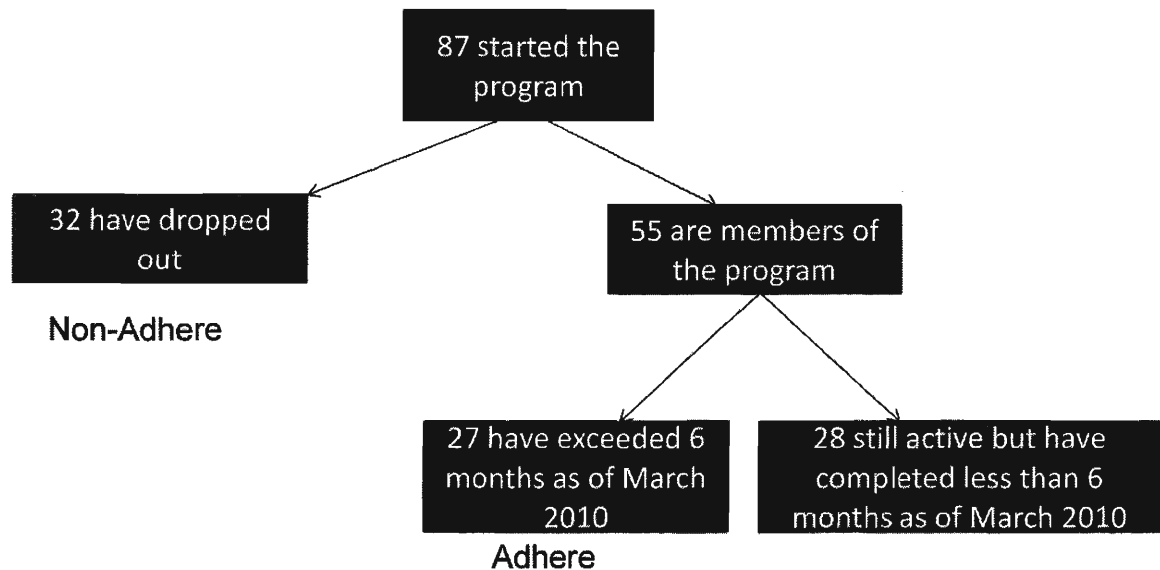 87 started the
program
32 have dropped
out
55 are members of
the program
Non-Adhere
27 have exceeded 6
months as of March
2010
28 still active but have
completed less than 6
months as of March 2010
Adhere